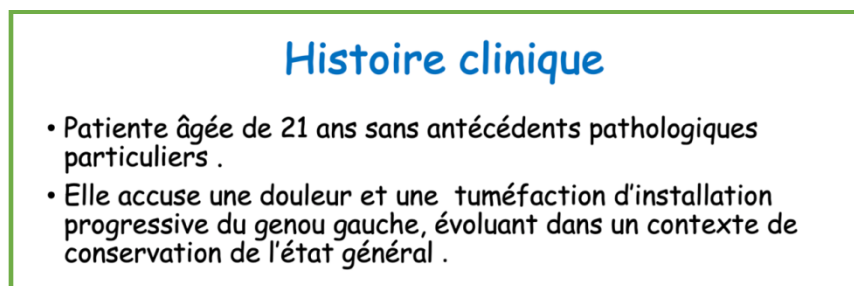 Histoire clinique
• Patiente âgée de 21 ans sans antécédents pathologiques
particuliers .
• Elle accuse une douleur et une  tuméfaction d’installation
progressive du genou gauche, évoluant dans un contexte de
conservation de l’état général .